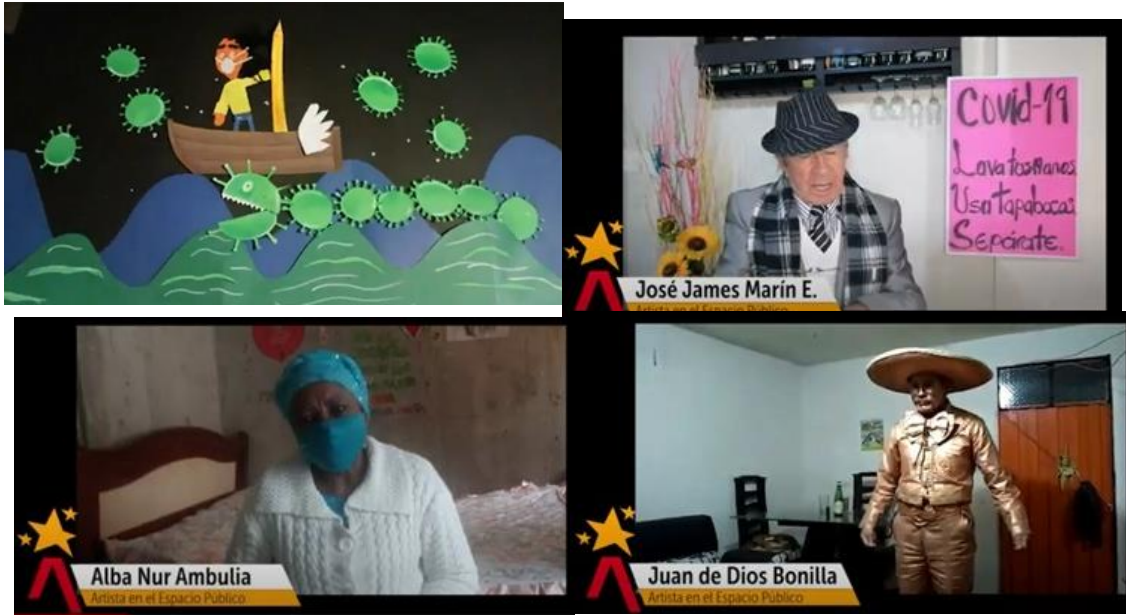 Covid-19
Lava tus Manos
Usa tapabocas
Sepárate.
José James Marín E.
Artista en el Espacio Público
Alba Nur Ambulia
Artista en el Espacio Público
Juan de Dios Bonilla
Artista en el Espacio Público